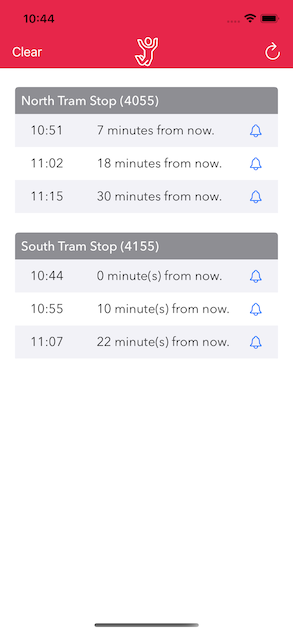 10:44
Clear
North Tram Stop (4055)
10:51 7 minutes from now.
11:02 18 minutes from now.
11:15 30 minutes from now.
South Tram Stop (4155)
10:44 0 minute(s) from now.
10:55 10 minute(s) from now.
11:07 22 minute(s) from now.